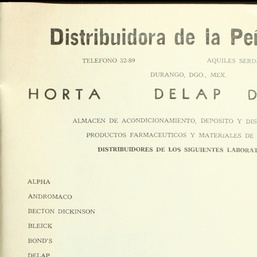 Distribuidora de la Pe
TELEFONO 32-89 AQUILES SERD
DURANGO, DGO., MEX.
HORTA DELAP D
ALMACEN DE ACONDICIONAMIENTO, DEPOSITO Y DIS
PRODUCTOS FARMACEUTICOS Y MATERIALES DE
DISTRIBUIDORES DE LOS SIGUIENTES LABORAT
ALPHA
ANDROMACO
BECTON DICKINSON
BLEICK
BOND'S
DELAP